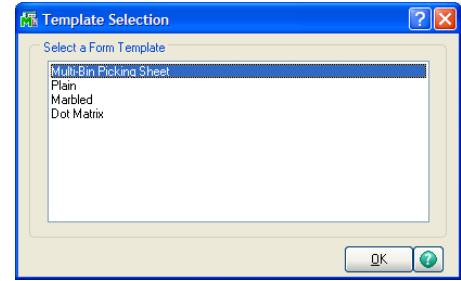 Template Selection
Select a Form Template
Multi-Bin Picking Sheet
Plain
Marbled
Dot Matrix
OK